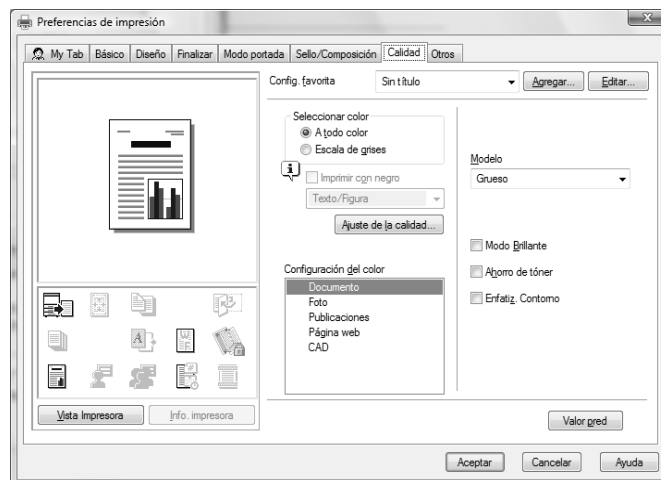 Preferencias de impresión
My Tab Básico Diseño Finalizar Modo portada Sello/Composición Calidad Otros
Config. favorita Sin título Agregar... Editar...
Seleccionar color
A todo color
Escala de grises
Imprimir con negro
Texto/Figura
Ajuste de la calidad...
Modelo
Grueso
Modo Brillante
Ahorro de tóner
Enfatiz. Contorno
Configuración del color
Documento
Foto
Publicaciones
Página web
CAD
Vista Impresora Info. impresora
Valor pred
Aceptar Cancelar Ayuda